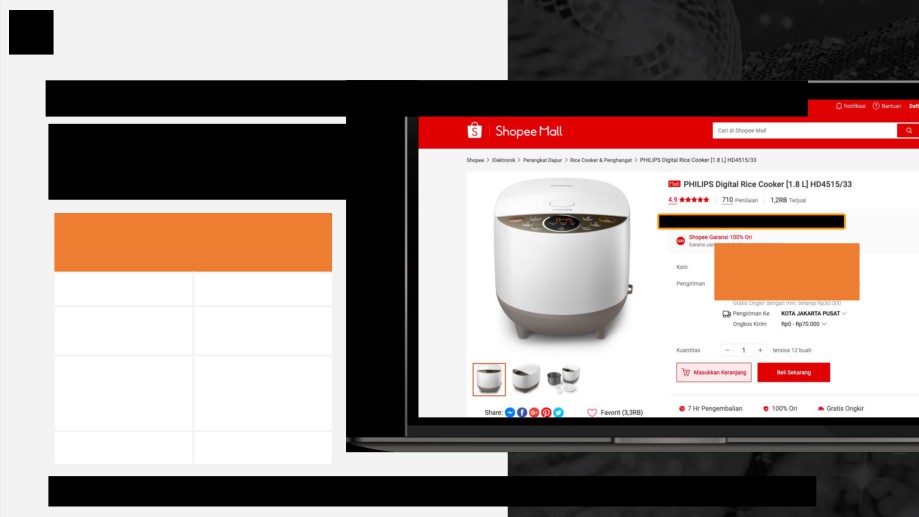 Notifikasi Bantuan
Shopee Mall
Cari di Shopee Mall
Shopee > Elektronik > Perangkat Dapur > Rice Cooker & Penghangat > PHILIPS Digital Rice Cooker [1.8 L] HD4515/33
Mall PHILIPS Digital Rice Cooker [1.8 L] HD4515/33
4.9 710 Penilaian 1,2RB Terjual
Shopee Garansi 100% Ori
Pengiriman
Gratis Ongkir dengan min. belanja Rp30.000
Pengiriman Ke KOTA JAKARTA PUSAT
Ongkos Kirim Rp0 - Rp70.000
Kuantitas − 1 + tersisa 12 buah
Masukkan Keranjang Beli Sekarang
Share: Favorit (3,3RB)
7 Hr Pengembalian 100% Ori Gratis Ongkir